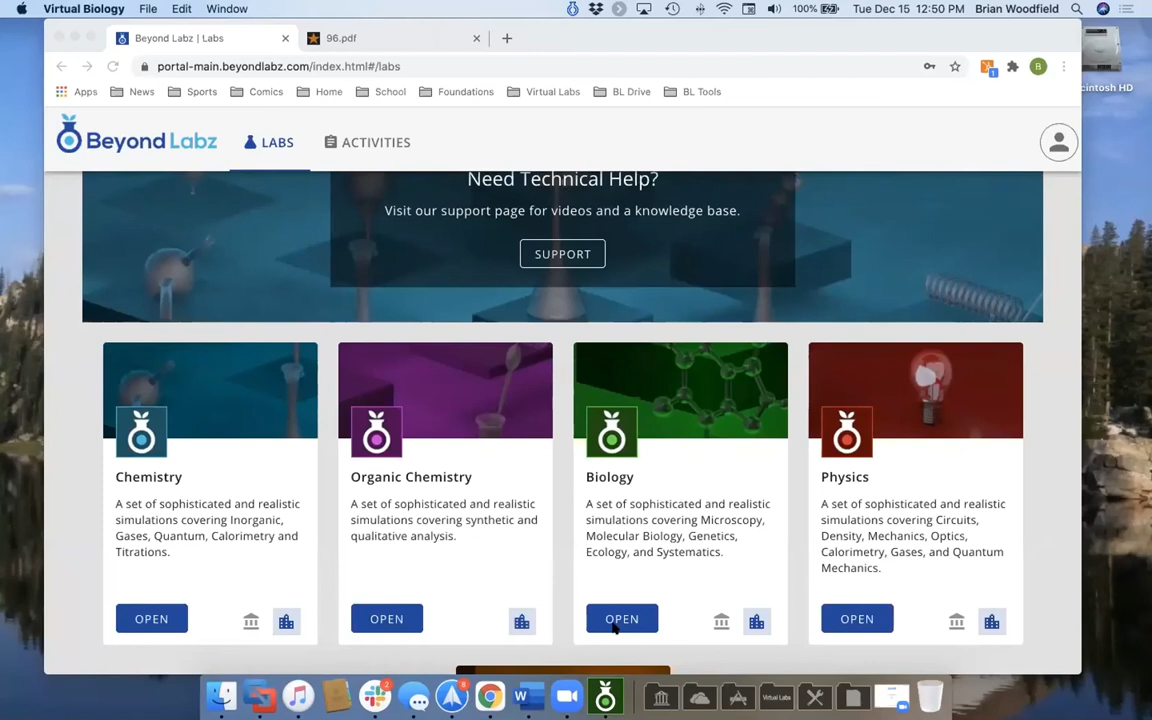 Virtual Biology File Edit Window 100% Tue Dec 15 12:50 PM Brian Woodfield
Beyond Labz | Labs 96.pdf
portal-main.beyondlabz.com/index.html#/labs
Apps News Sports Comics Home School Foundations Virtual Labs BL Drive BL Tools
cintosh HD
Beyond Labz LABS ACTIVITIES
Need Technical Help?
Visit our support page for videos and a knowledge base.
SUPPORT
Chemistry
A set of sophisticated and realistic
simulations covering Inorganic,
Gases, Quantum, Calorimetry and
Titrations.
OPEN
Organic Chemistry
A set of sophisticated and realistic
simulations covering synthetic and
qualitative analysis.
OPEN
Biology
A set of sophisticated and realistic
simulations covering Microscopy,
Molecular Biology, Genetics,
Ecology, and Systematics.
OPEN
Physics
A set of sophisticated and realistic
simulations covering Circuits,
Density, Mechanics, Optics,
Calorimetry, Gases, and Quantum
Mechanics.
OPEN
Virtual Labs